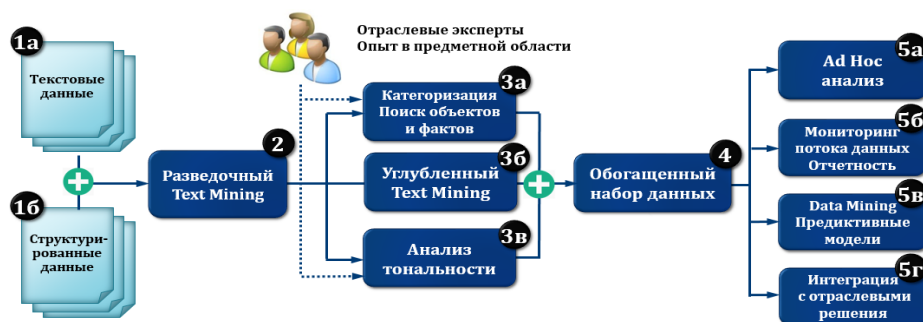 1а
Текстовые
данные
1б
Структури-
рованные
данные
2
Разведочный
Text Mining
Отраслевые эксперты
Опыт в предметной области
3а
Категоризация
Поиск объектов
и фактов
3б
Углубленный
Text Mining
3в
Анализ
тональности
4
Обогащенный
набор данных
5а
Ad Hoc
анализ
5б
Мониторинг
потока данных
Отчетность
5в
Data Mining
Предиктивные
модели
5г
Интеграция
с отраслевыми
решения